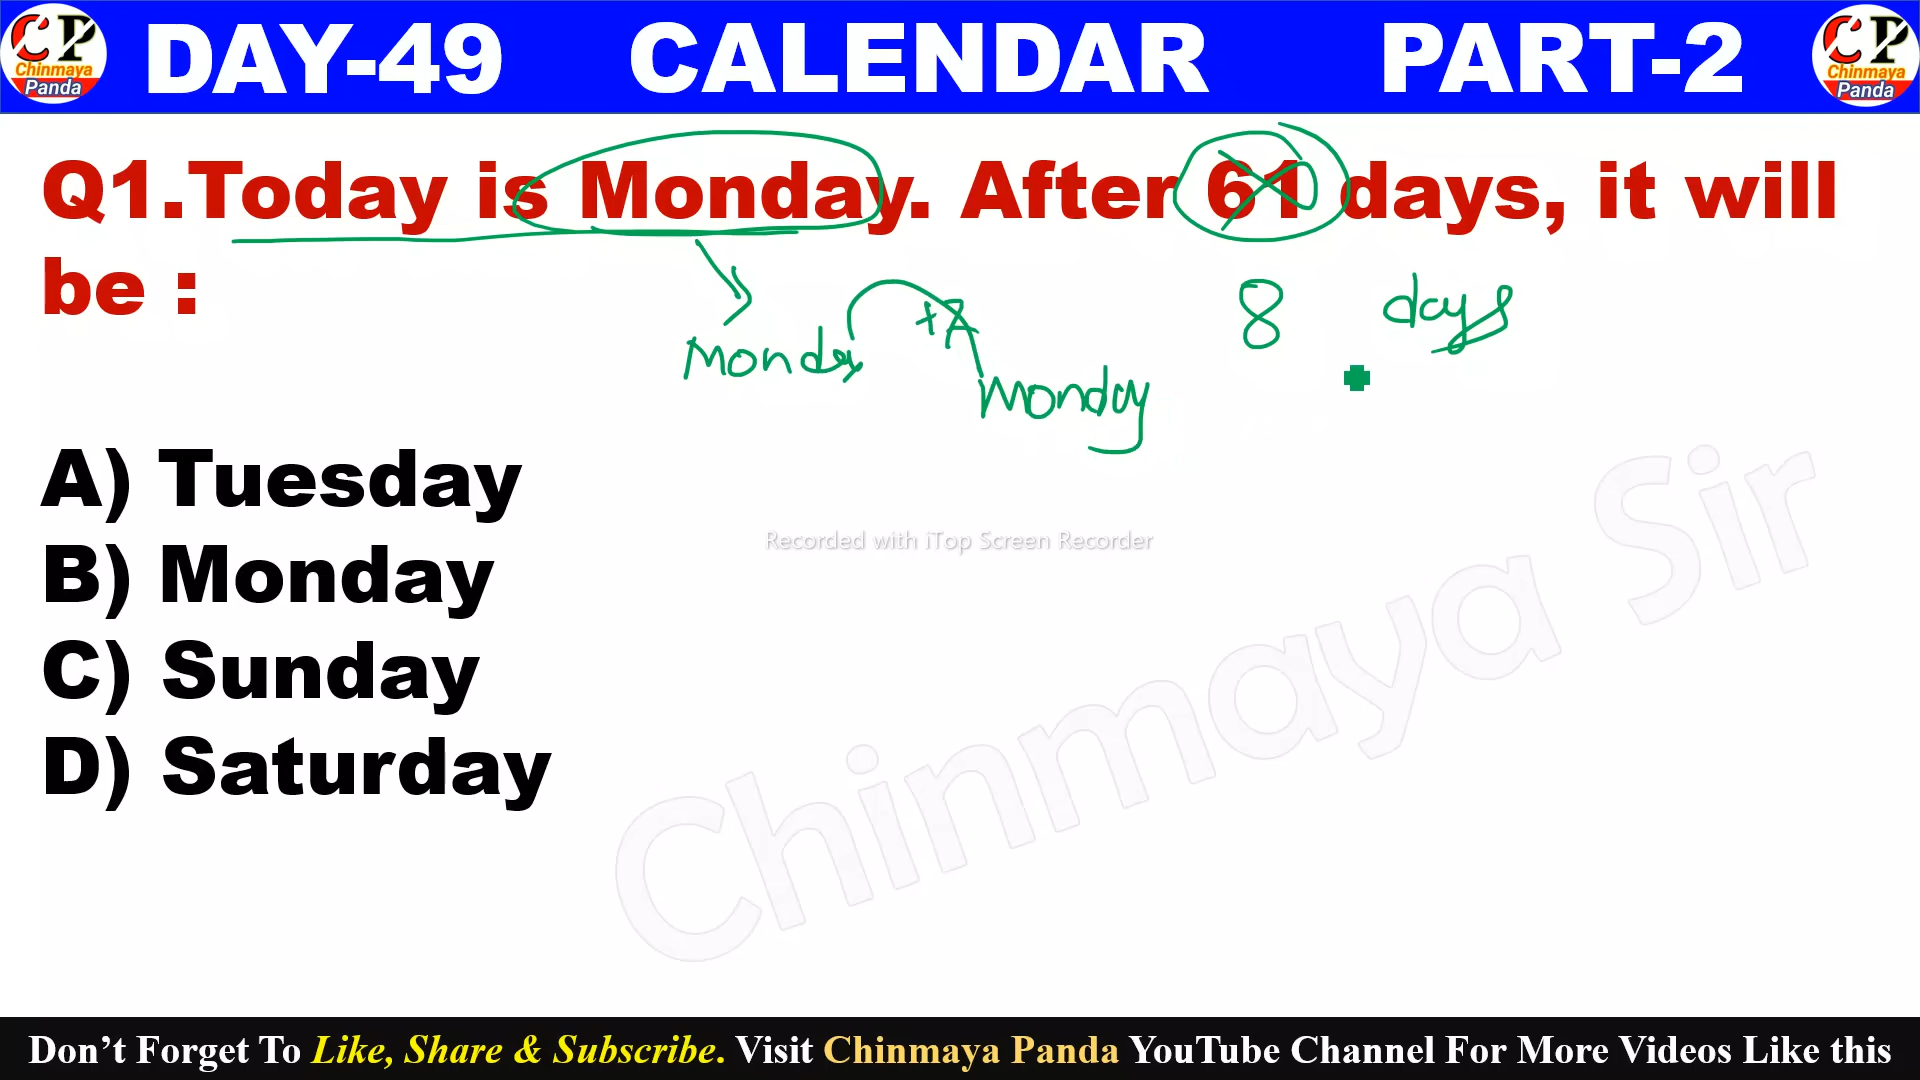 CP DAY-49 CALENDAR PART-2 CP
Chinmaya Panda
Chinmaya Panda
Q1.Today is Monday. After 61 days, it will
be :
8 days
+7
Monday
Monday
A) Tuesday
B) Monday
C) Sunday
D) Saturday
Recorded with iTop Screen Recorder
Chinmaya Sir
Don’t Forget To Like, Share & Subscribe. Visit Chinmaya Panda YouTube Channel For More Videos Like this